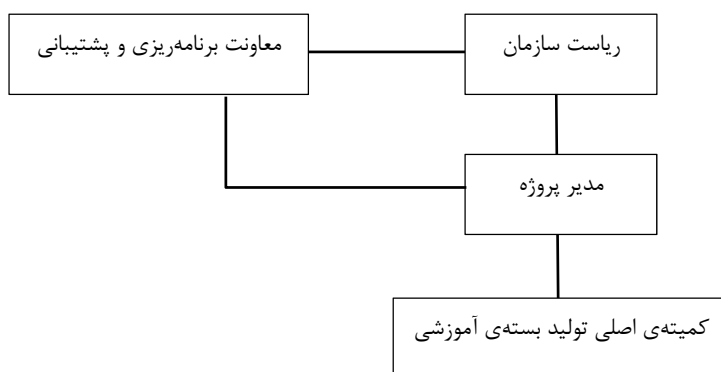 ریاست سازمان
معاونت برنامه‌ریزی و پشتیبانی
مدیر پروژه
کمیته‌ی اصلی تولید بسته‌ی آموزشی